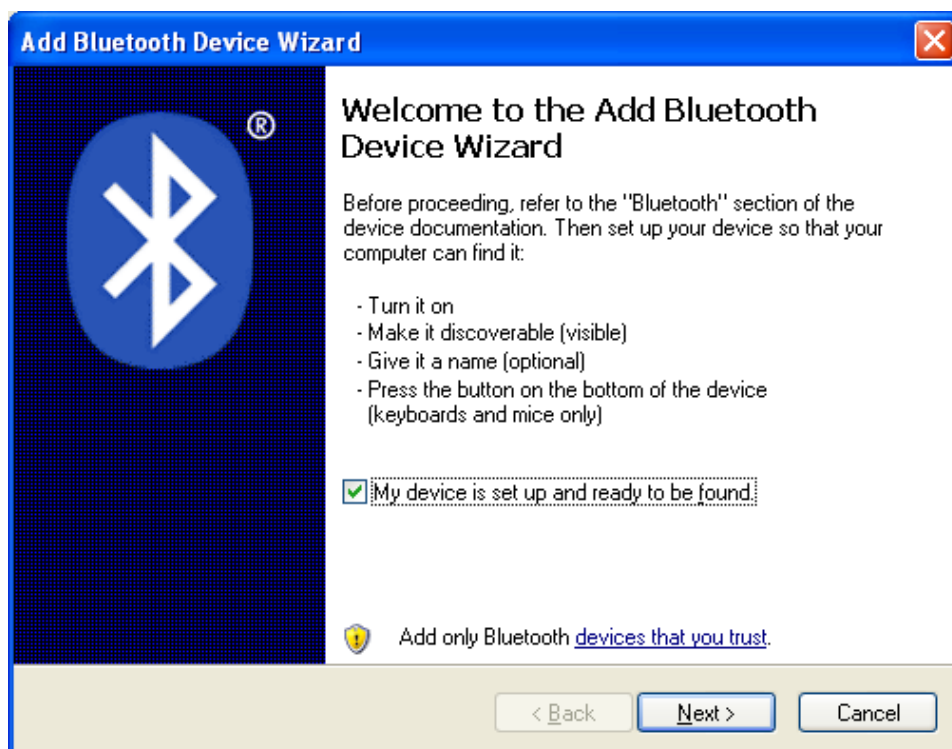 Add Bluetooth Device Wizard
®
Welcome to the Add Bluetooth
Device Wizard
Before proceeding, refer to the "Bluetooth" section of the
device documentation. Then set up your device so that your
computer can find it:
- Turn it on
- Make it discoverable (visible)
- Give it a name (optional)
- Press the button on the bottom of the device
(keyboards and mice only)
My device is set up and ready to be found.
Add only Bluetooth devices that you trust.
< Back Next > Cancel